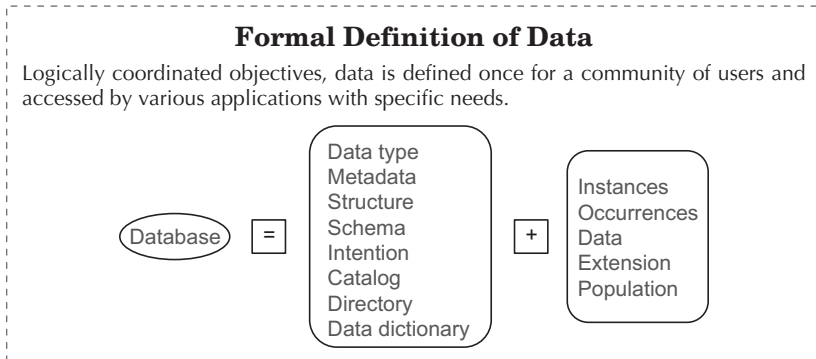 Formal Definition of Data
Logically coordinated objectives, data is defined once for a community of users and
accessed by various applications with specific needs.
Database
=
Data type
Metadata
Structure
Schema
Intention
Catalog
Directory
Data dictionary
+
Instances
Occurrences
Data
Extension
Population